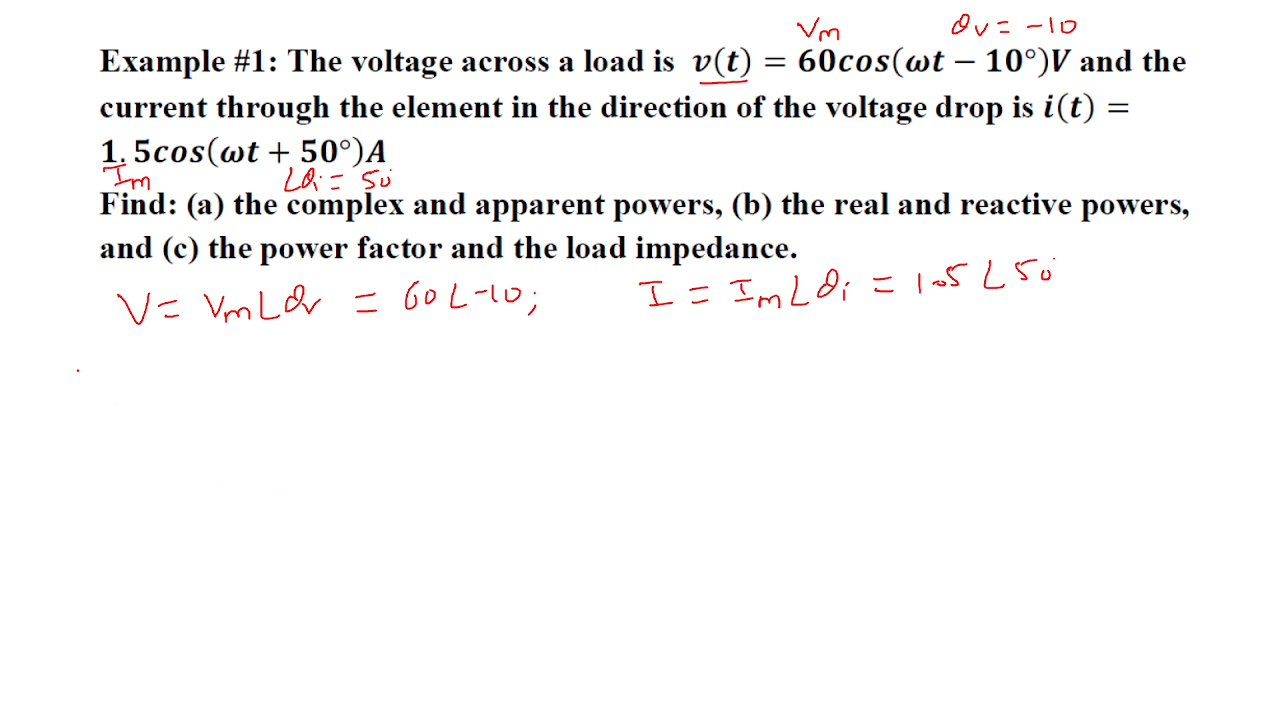 Vm θv = -10
Example #1: The voltage across a load is v(t) = 60cos(ωt − 10°)V and the
current through the element in the direction of the voltage drop is i(t) =
1.5cos(ωt + 50°)A
Im ∠θi = 50
Find: (a) the complex and apparent powers, (b) the real and reactive powers,
and (c) the power factor and the load impedance.
V = Vm∠θv = 60∠-10; I = Im∠θi = 1.5∠50